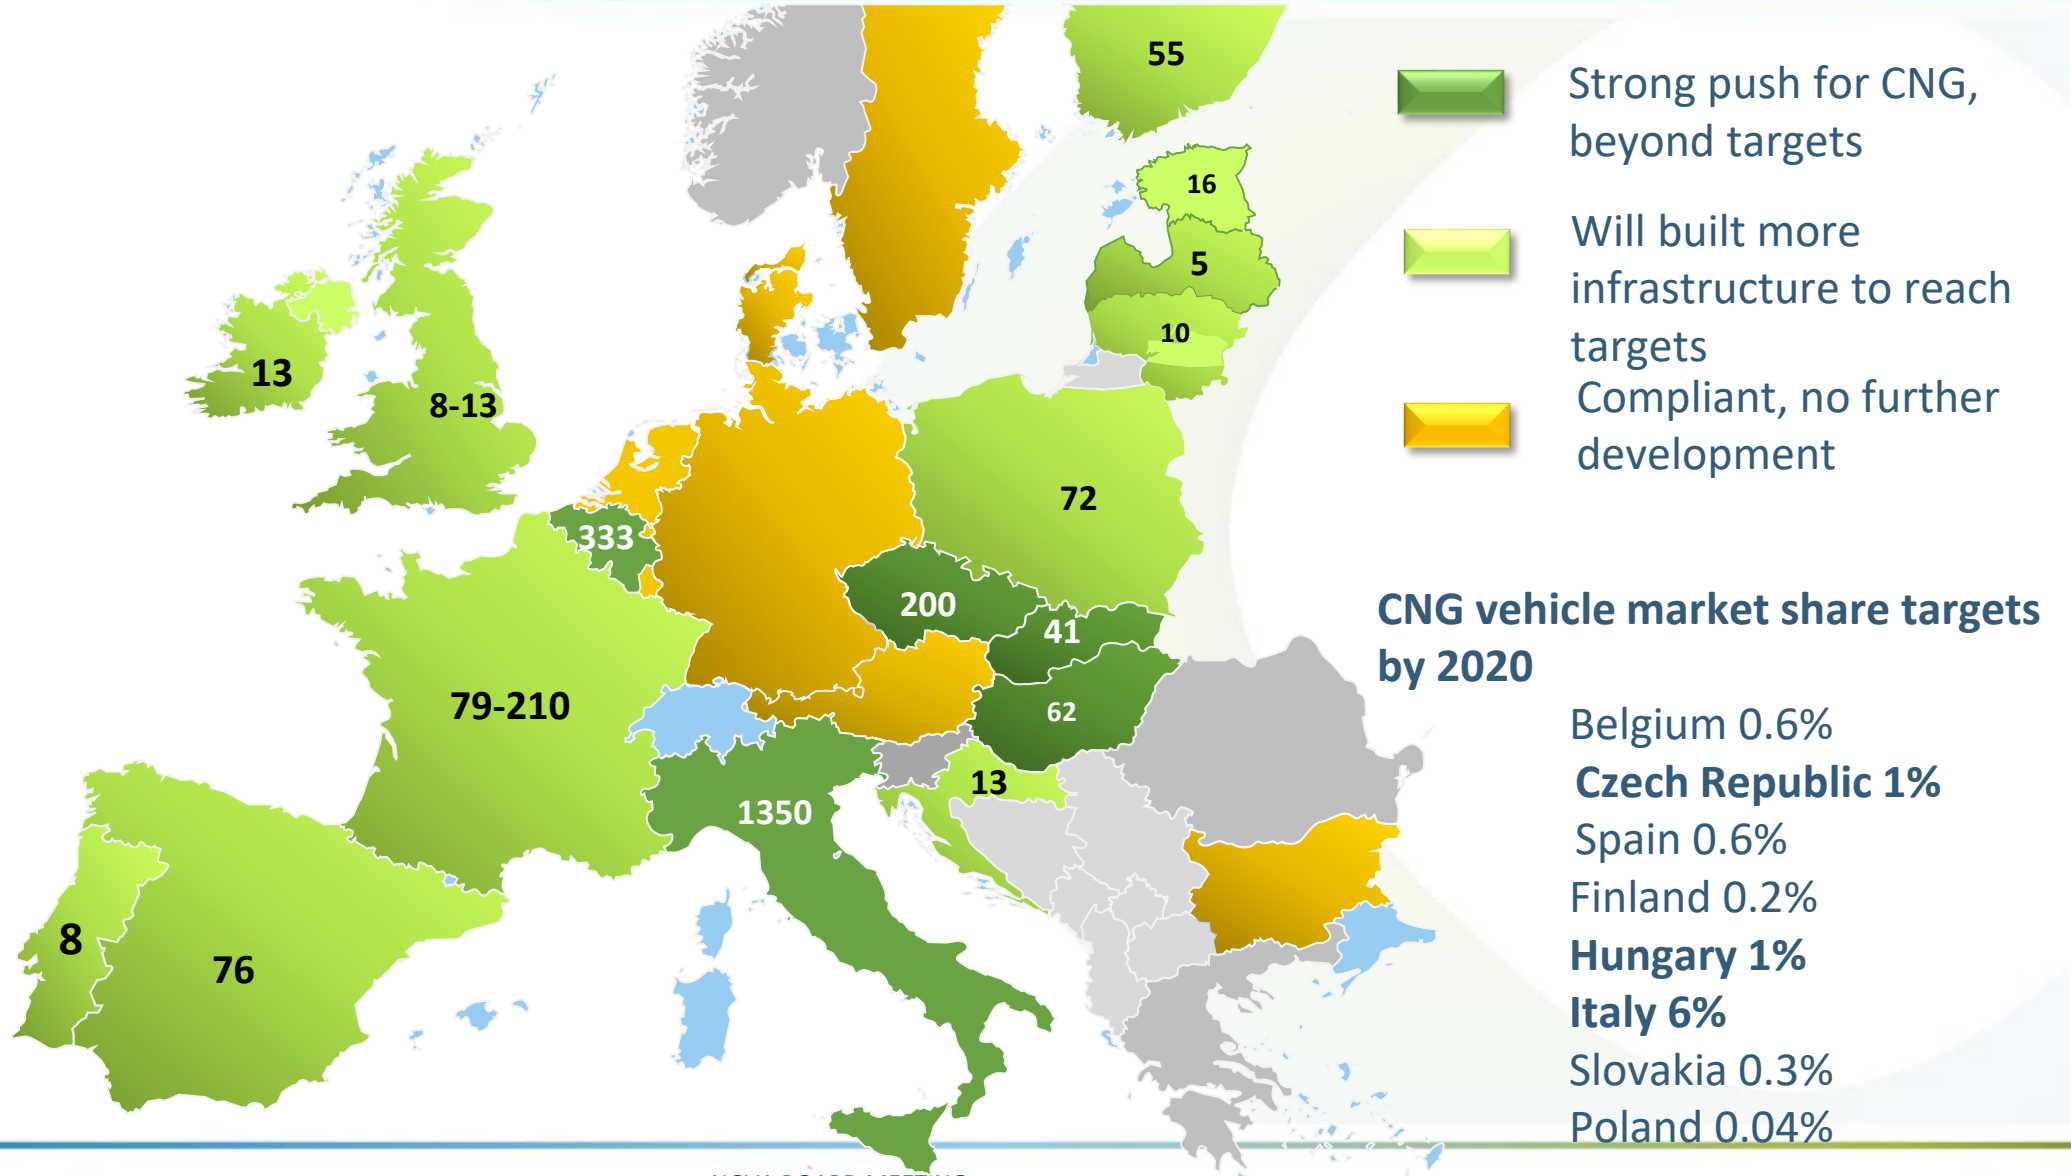 55
Strong push for CNG,
beyond targets
16
Will built more
infrastructure to reach
targets
5
10
13
8-13
Compliant, no further
development
72
333
200
41
CNG vehicle market share targets
by 2020
79-210
62
Belgium 0.6%
13
Czech Republic 1%
1350
Spain 0.6%
Finland 0.2%
8
76
Hungary 1%
Italy 6%
Slovakia 0.3%
Poland 0.04%
NGVA BOARD MEETING